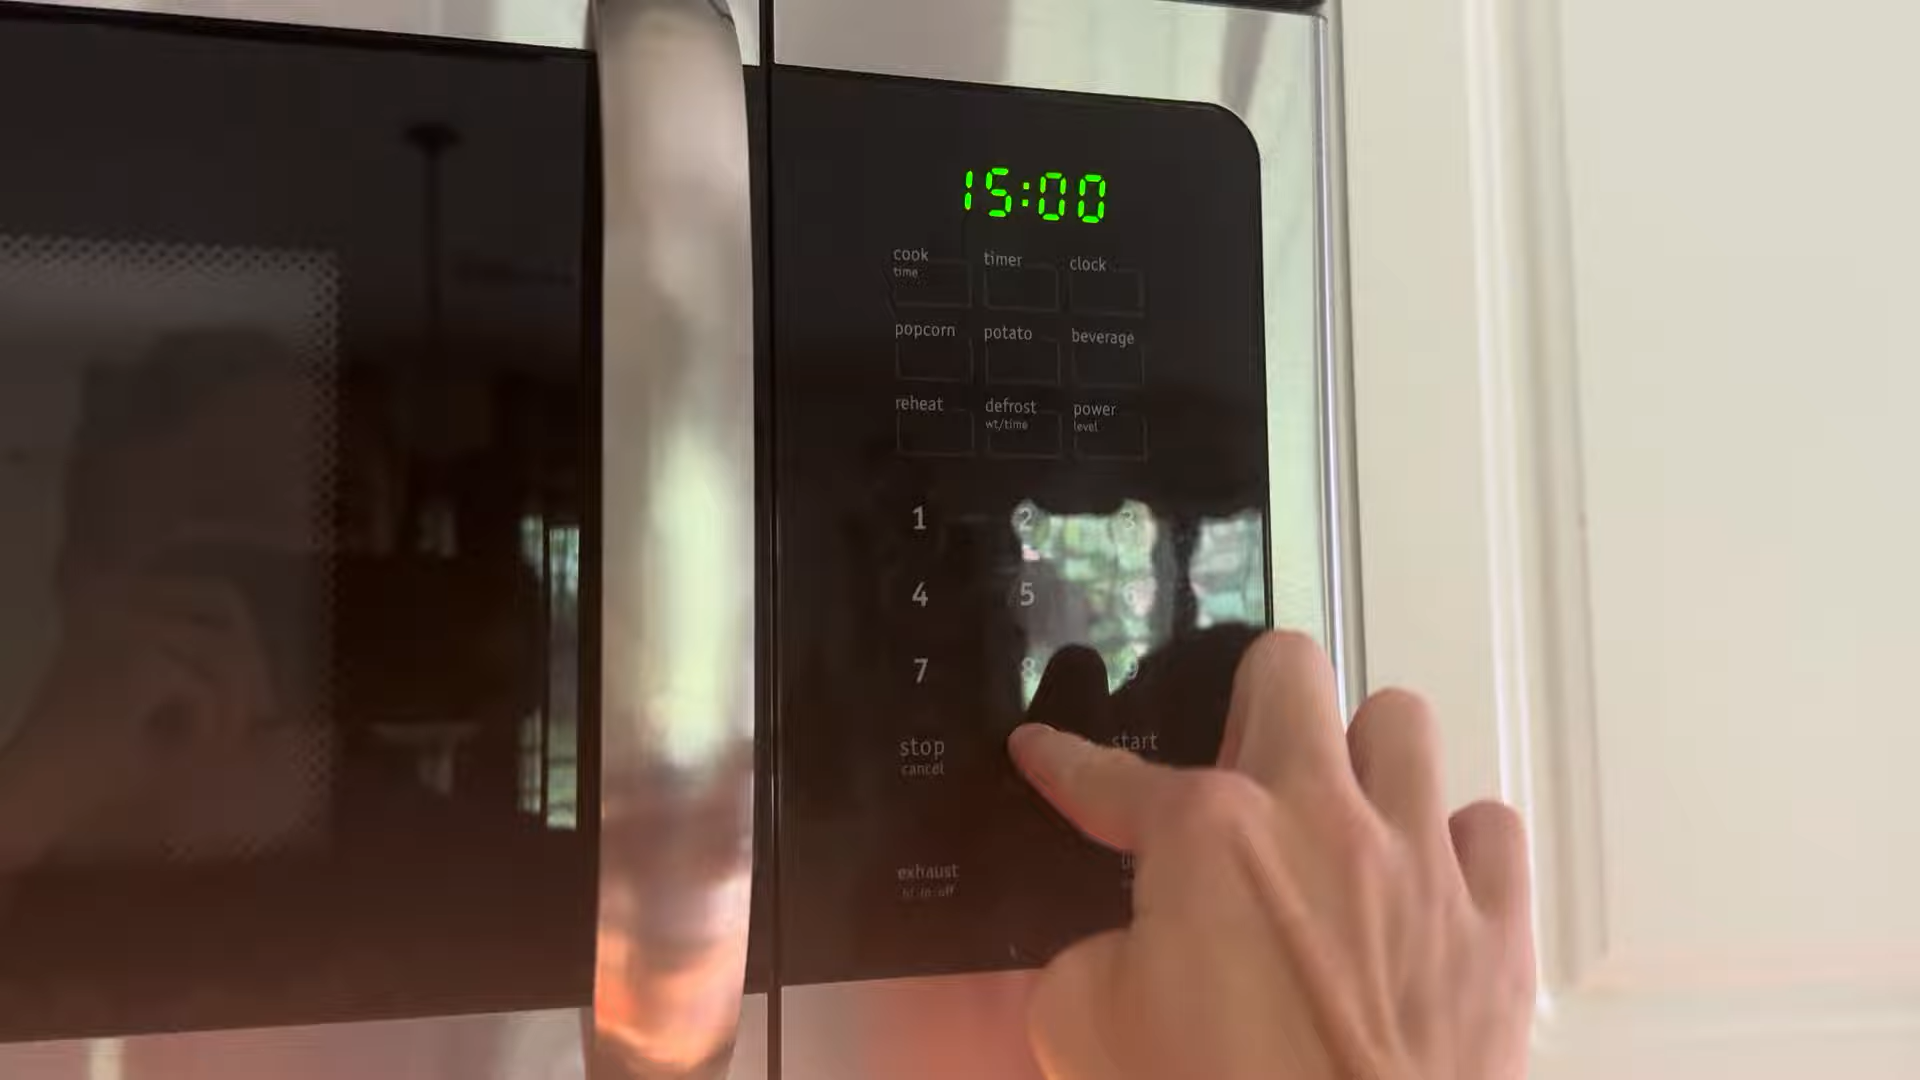 15:00
cook timer clock
time
popcorn potato beverage
reheat defrost power
wt/time level
1 2 3
4 5 6
7 8 9
stop start
cancel
exhaust